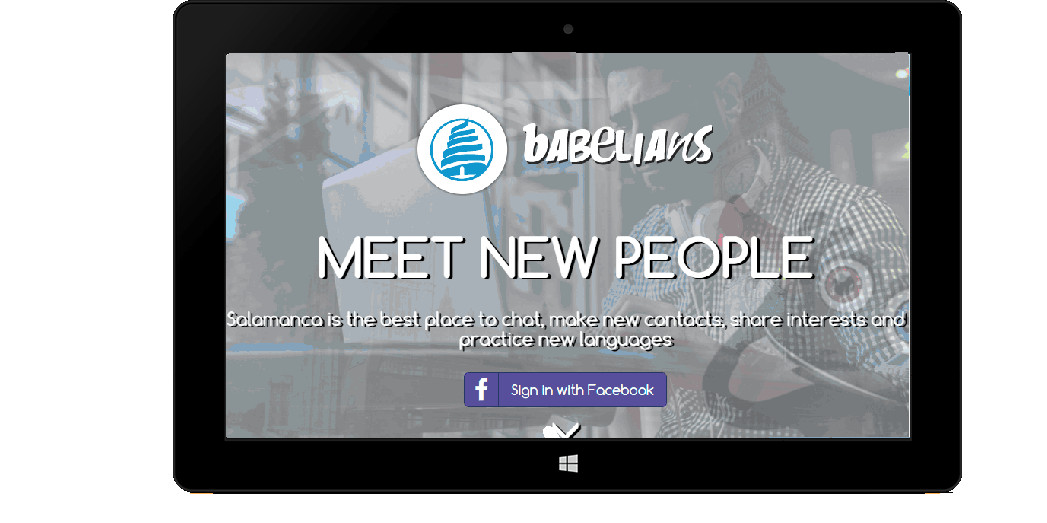 BABELIANS
MEET NEW PEOPLE
Salamanca is the best place to chat, make new contacts, share interests and
practice new languages
f Sign in with Facebook